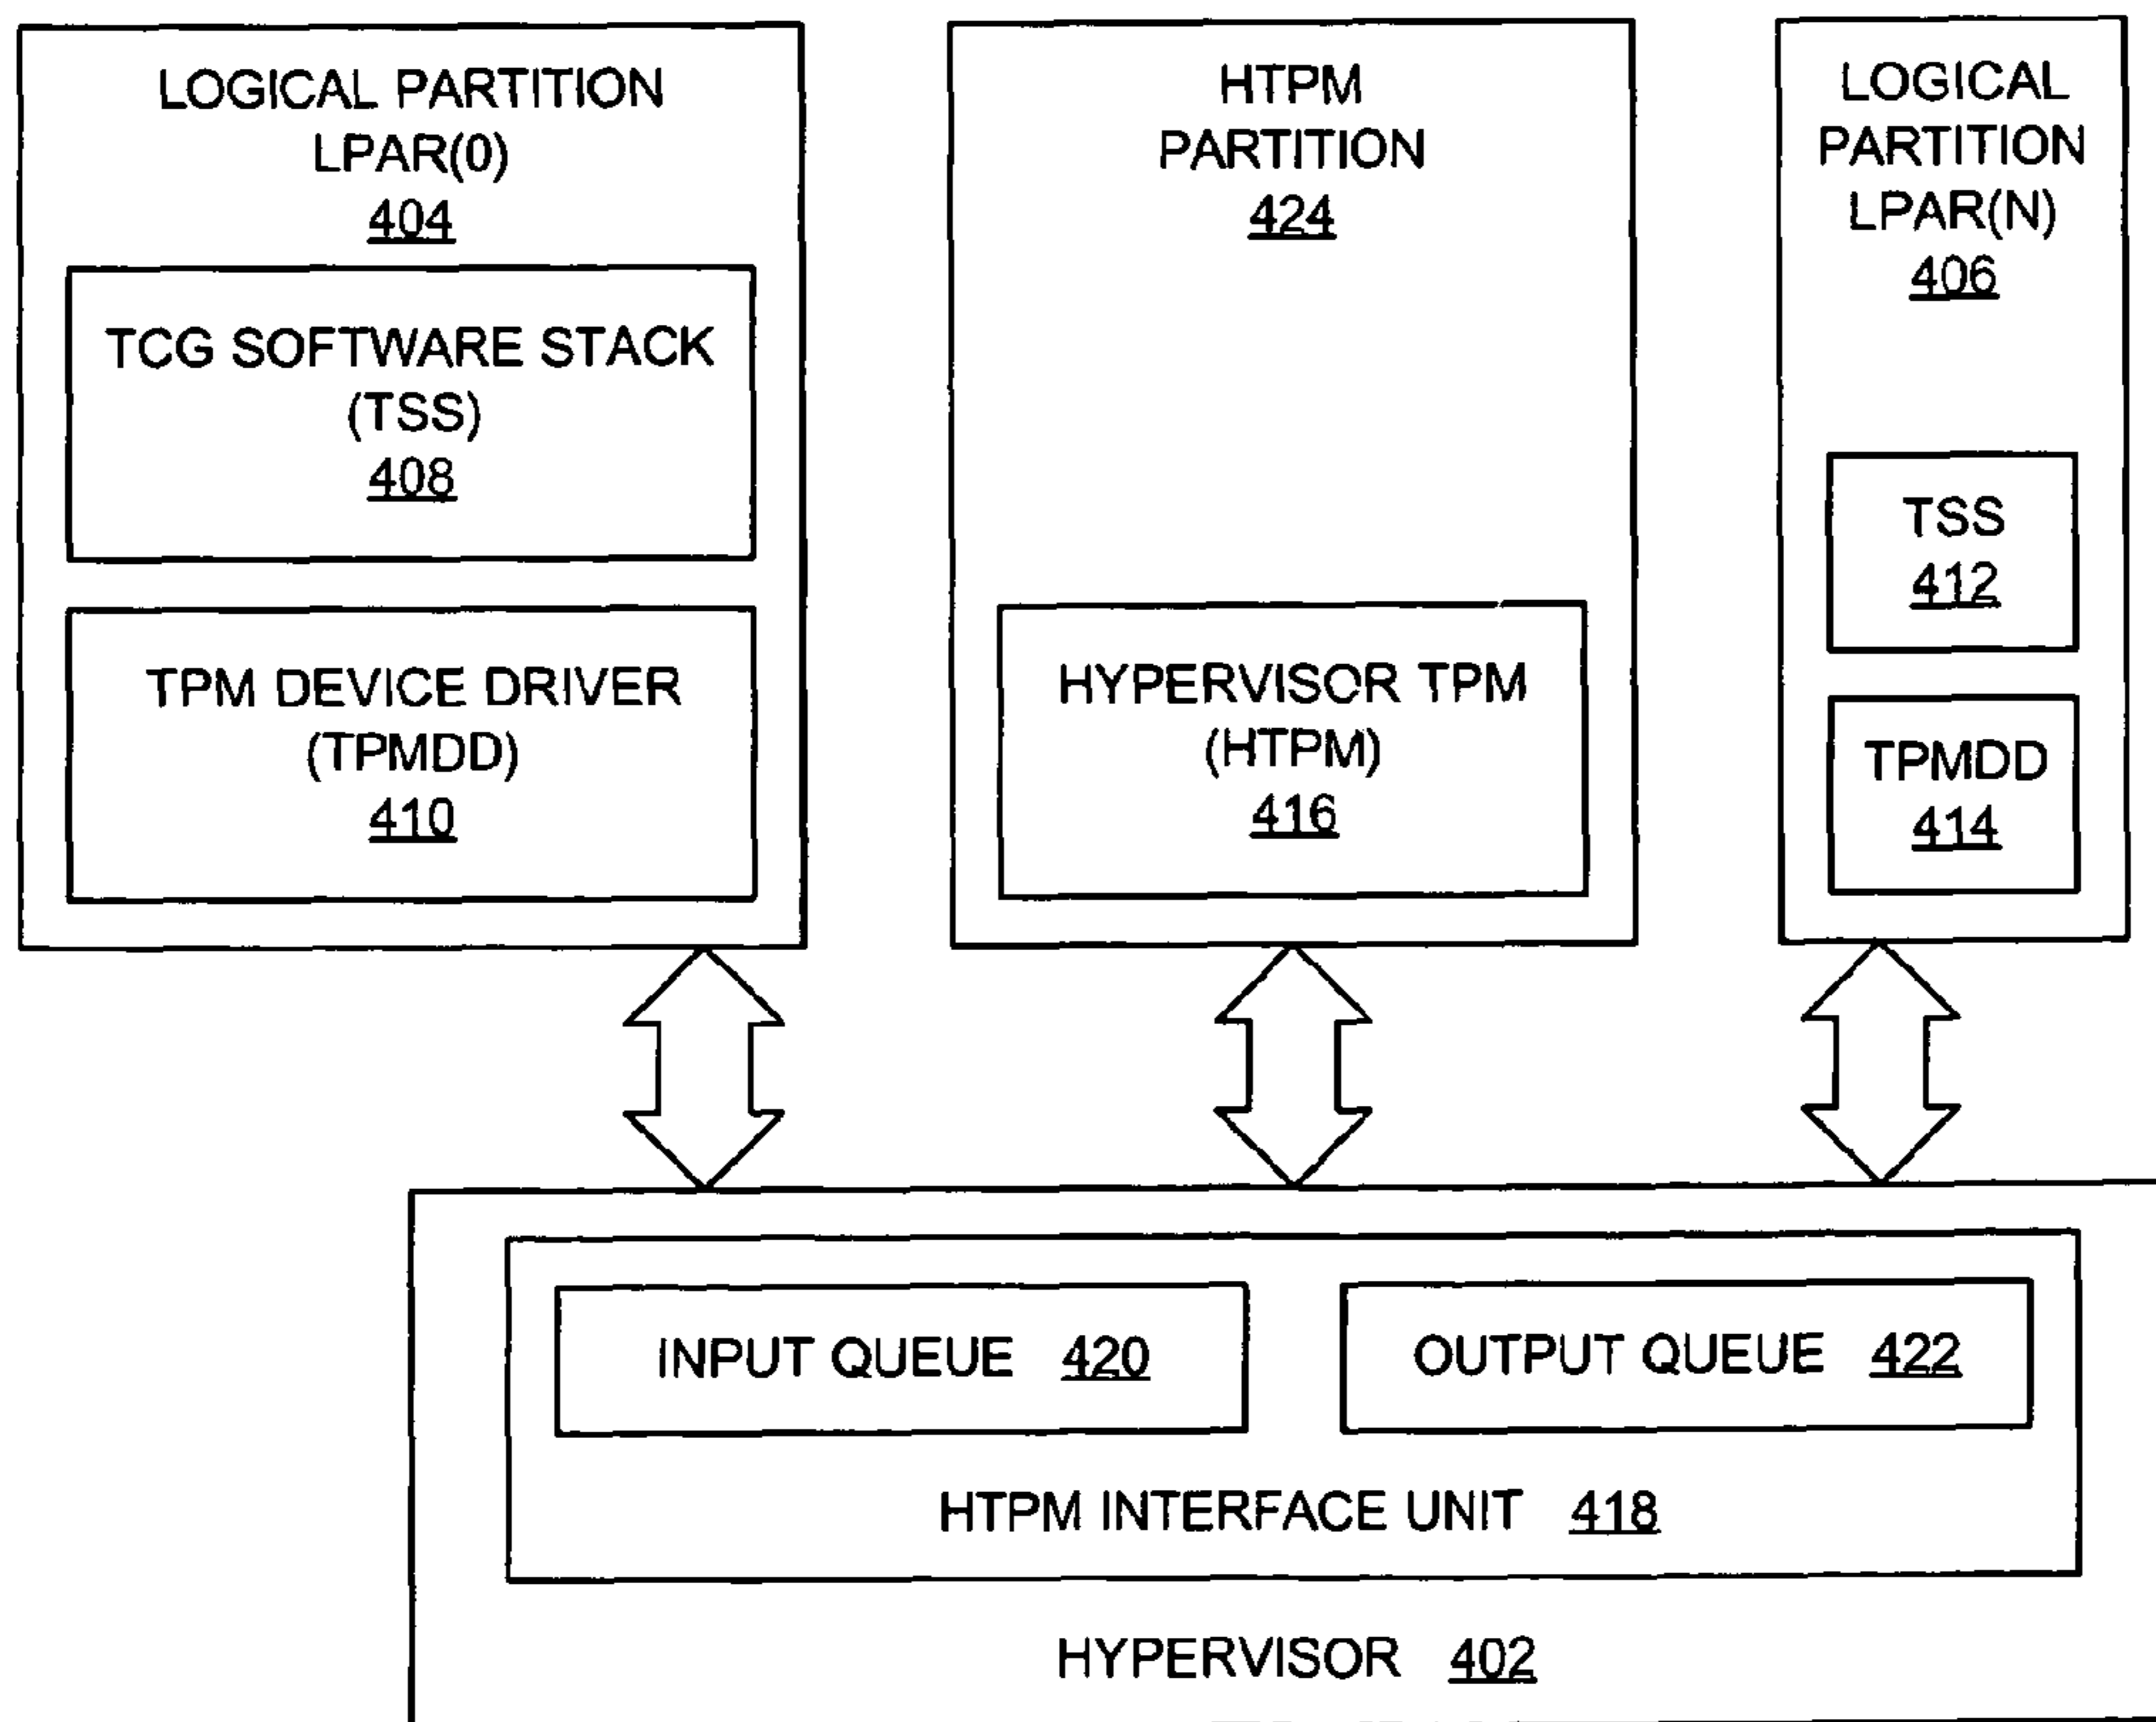 LOGICAL PARTITION
LPAR(0)
404
TCG SOFTWARE STACK
(TSS)
408
TPM DEVICE DRIVER
(TPMDD)
410
HTPM
PARTITION
424
HYPERVISOR TPM
(HTPM)
416
LOGICAL
PARTITION
LPAR(N)
406
TSS
412
TPMDD
414
INPUT QUEUE 420
OUTPUT QUEUE 422
HTPM INTERFACE UNIT 418
HYPERVISOR 402